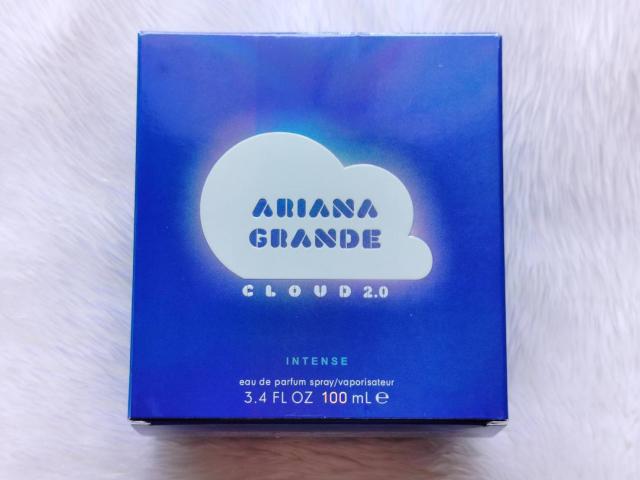 ARIANA
GRANDE
CLOUD 2.0
INTENSE
eau de parfum spray/vaporisateur
3.4 FL OZ 100 mL ℮